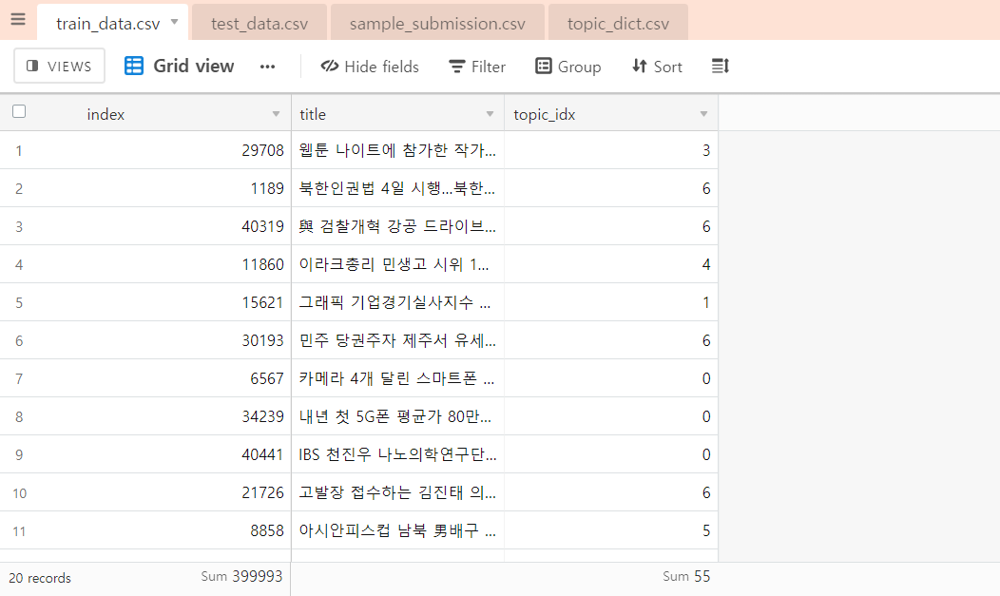 train_data.csv test_data.csv sample_submission.csv topic_dict.csv
VIEWS Grid view ... Hide fields Filter Group Sort
index title topic_idx
1 29708 웹툰 나이트에 참가한 작가... 3
2 1189 북한인권법 4일 시행...북한... 6
3 40319 與 검찰개혁 강공 드라이브... 6
4 11860 이라크총리 민생고 시위 1... 4
5 15621 그래픽 기업경기실사지수 ... 1
6 30193 민주 당권주자 제주서 유세... 6
7 6567 카메라 4개 달린 스마트폰 ... 0
8 34239 내년 첫 5G폰 평균가 80만... 0
9 40441 IBS 천진우 나노의학연구단... 0
10 21726 고발장 접수하는 김진태 의... 6
11 8858 아시안피스컵 남북 男배구 ... 5
20 records Sum 399993 Sum 55